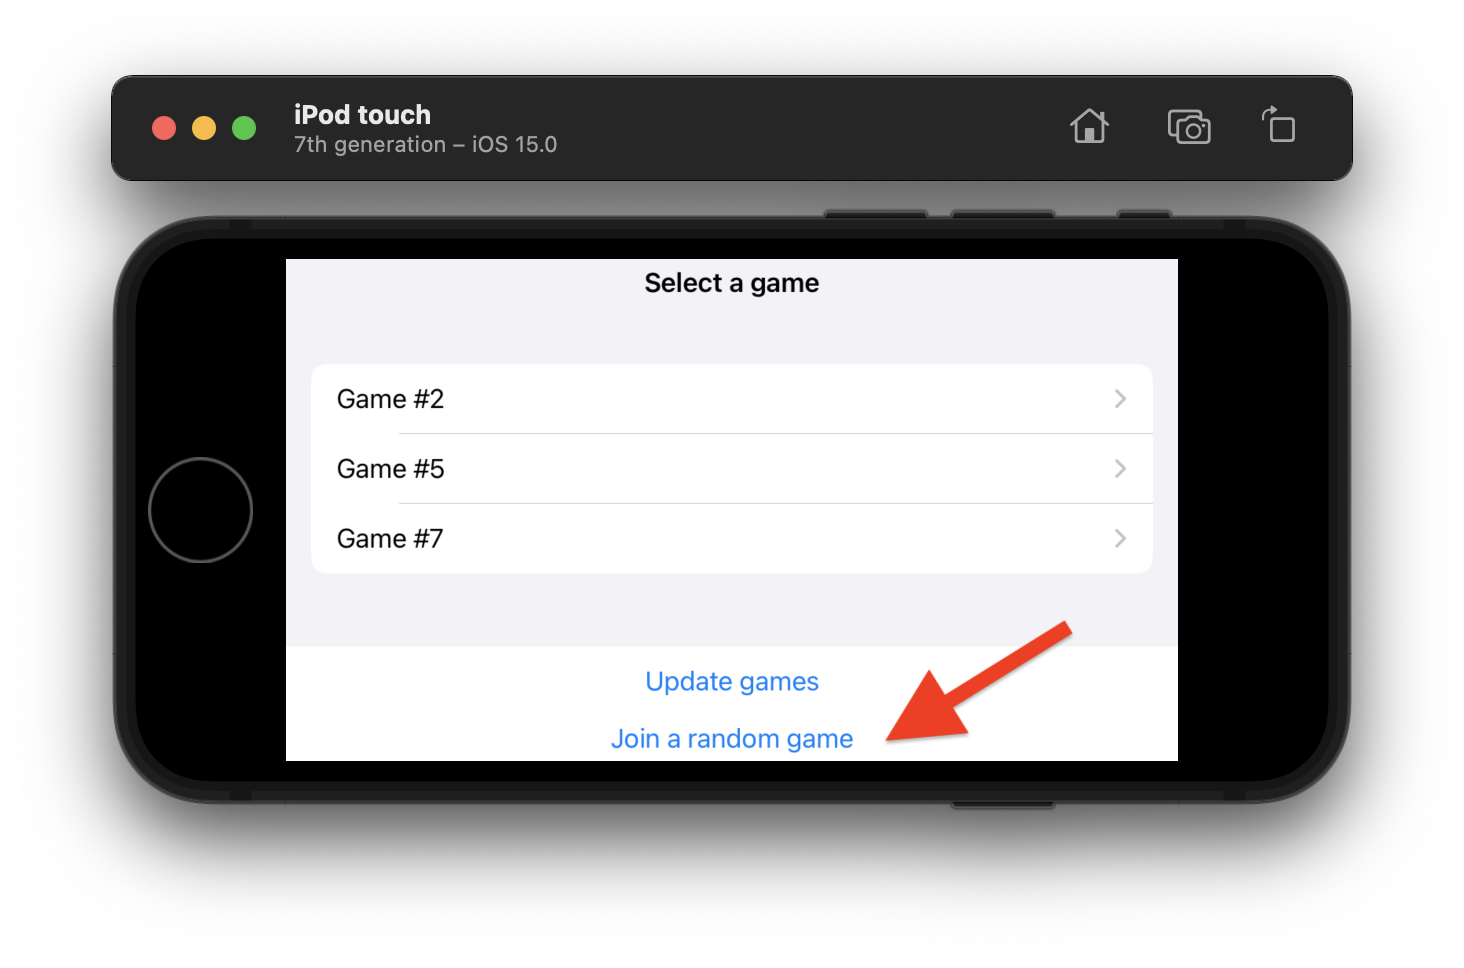 iPod touch
7th generation – iOS 15.0
Select a game
Game #2
Game #5
Game #7
Update games
Join a random game